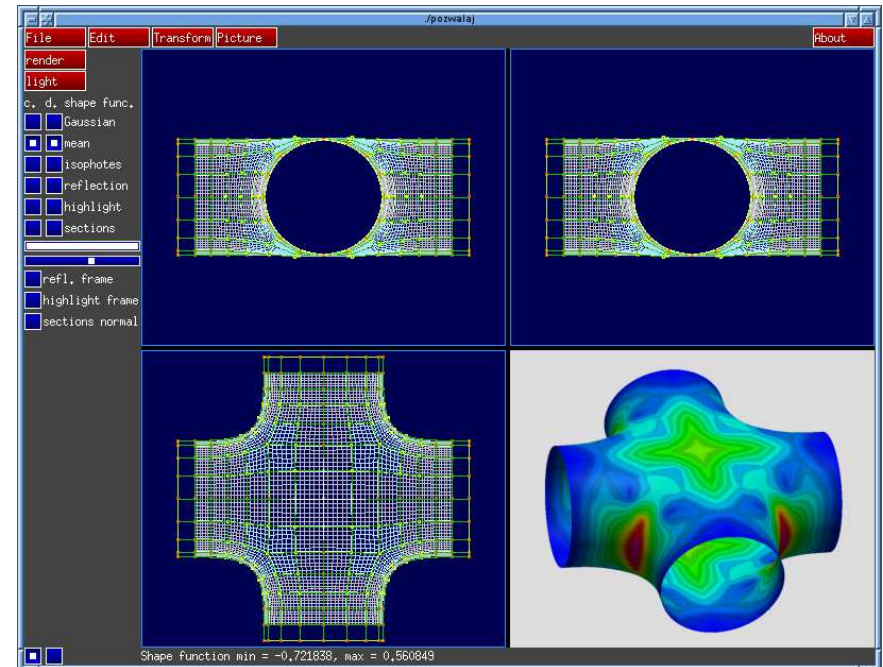 ./pozwalaj
File Edit Transform Picture About
render
light
c. d. shape func.
Gaussian
mean
isophotes
reflection
highlight
sections
refl. frame
highlight frame
sections normal
Shape function min = -0.721838, max = 0.560849